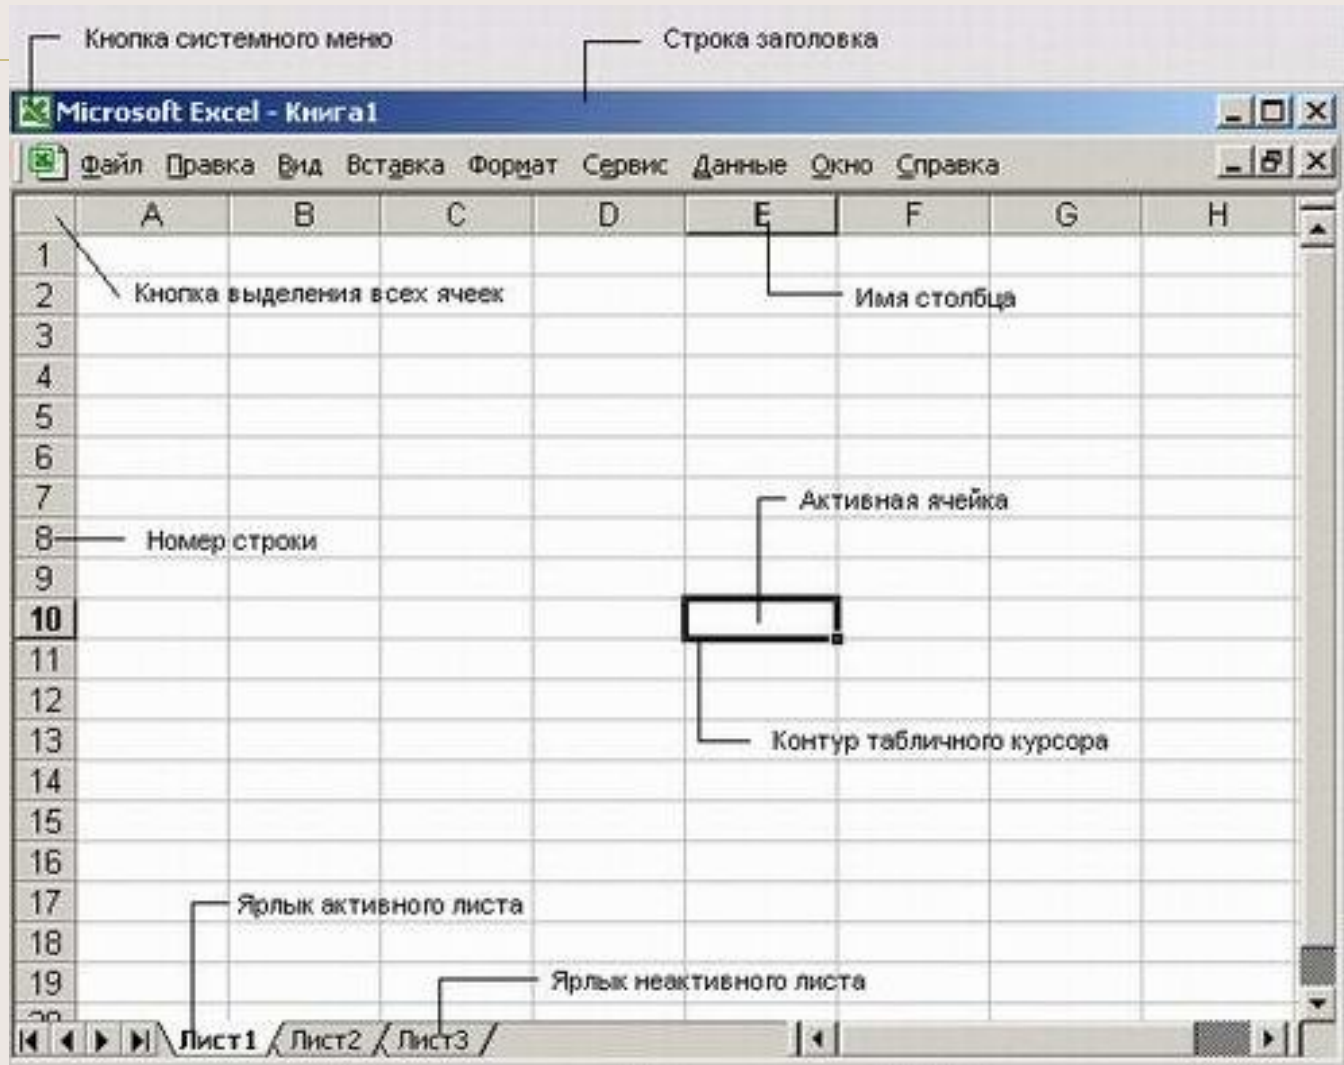 Кнопка системного меню
Строка заголовка
Microsoft Excel - Книга1
Файл Правка Вид Вставка Формат Сервис Данные Окно Справка
A B C D E F G H
1
2 Кнопка выделения всех ячеек Имя столбца
3
4
5
6
7 Активная ячейка
8 Номер строки
9
10
11
12
13 Контур табличного курсора
14
15
16
17 Ярлык активного листа
18
19 Ярлык неактивного листа
20
Лист1 Лист2 Лист3